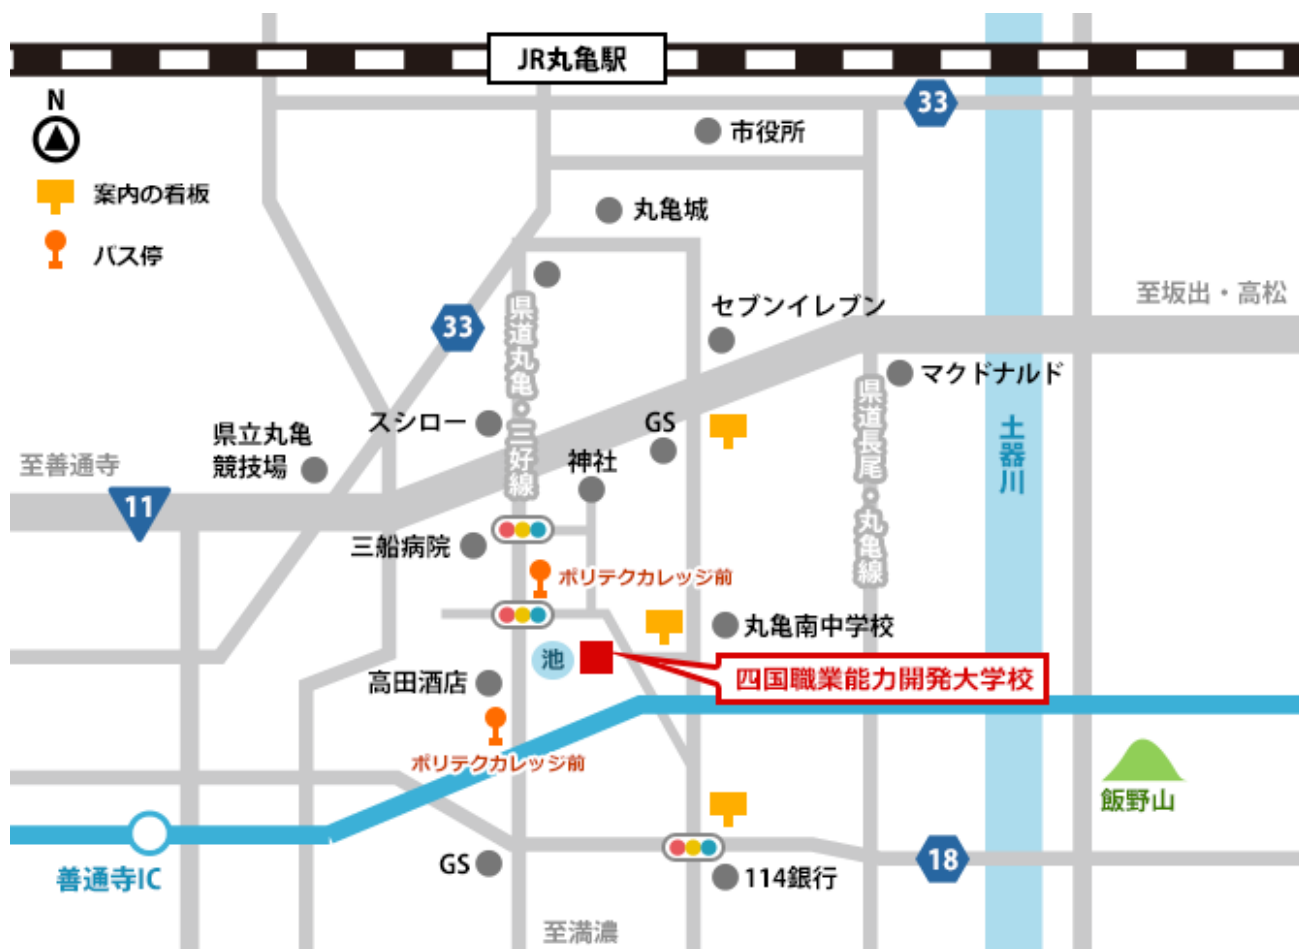 JR丸亀駅
N
33
市役所
案内の看板
丸亀城
バス停
至坂出・高松
セブンイレブン
33
県道丸亀・三好線
マクドナルド
県道長尾・丸亀線
スシロー
GS
県立丸亀
競技場
土器川
至善通寺
神社
11
三船病院
ポリテクカレッジ前
丸亀南中学校
池
四国職業能力開発大学校
高田酒店
ポリテクカレッジ前
飯野山
善通寺IC
GS
18
114銀行
至満濃